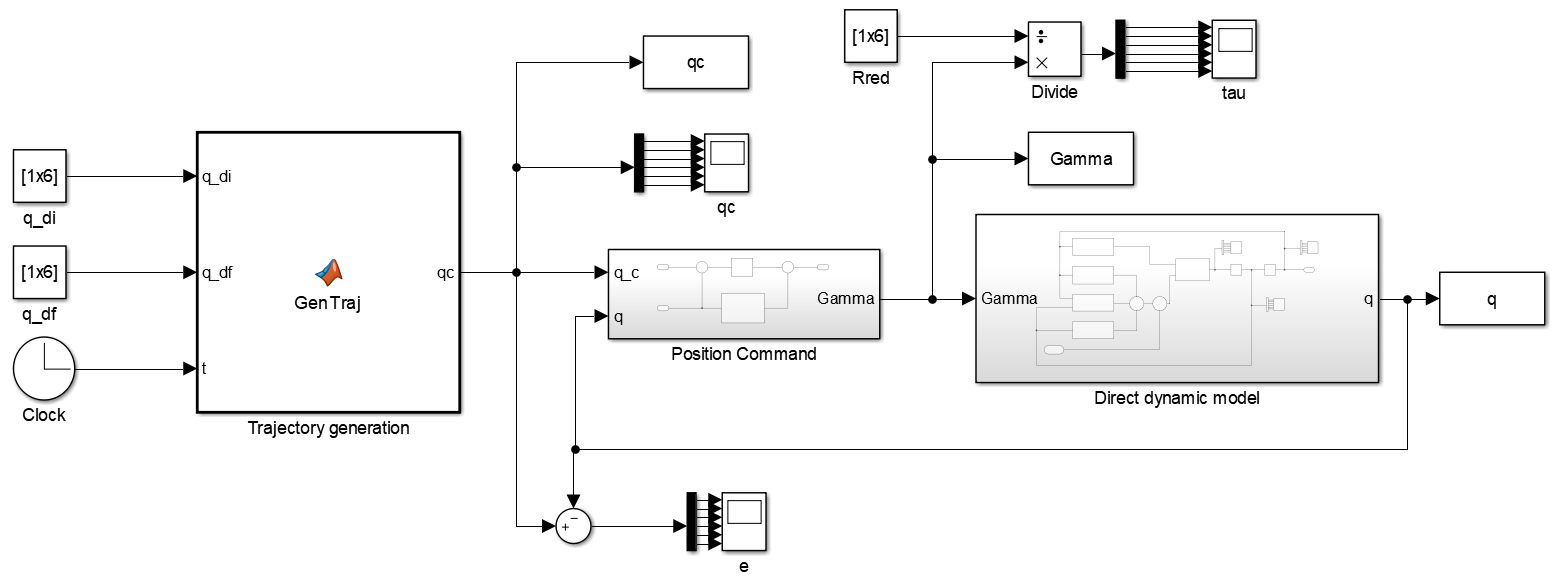 [1x6]
q_di
[1x6]
q_df
Clock
q_di
q_df
t
GenTraj
qc
Trajectory generation
qc
qc
q_c
q
Gamma
Position Command
[1x6]
Rred
÷
×
Divide
tau
Gamma
Gamma
q
Direct dynamic model
q
+
−
e